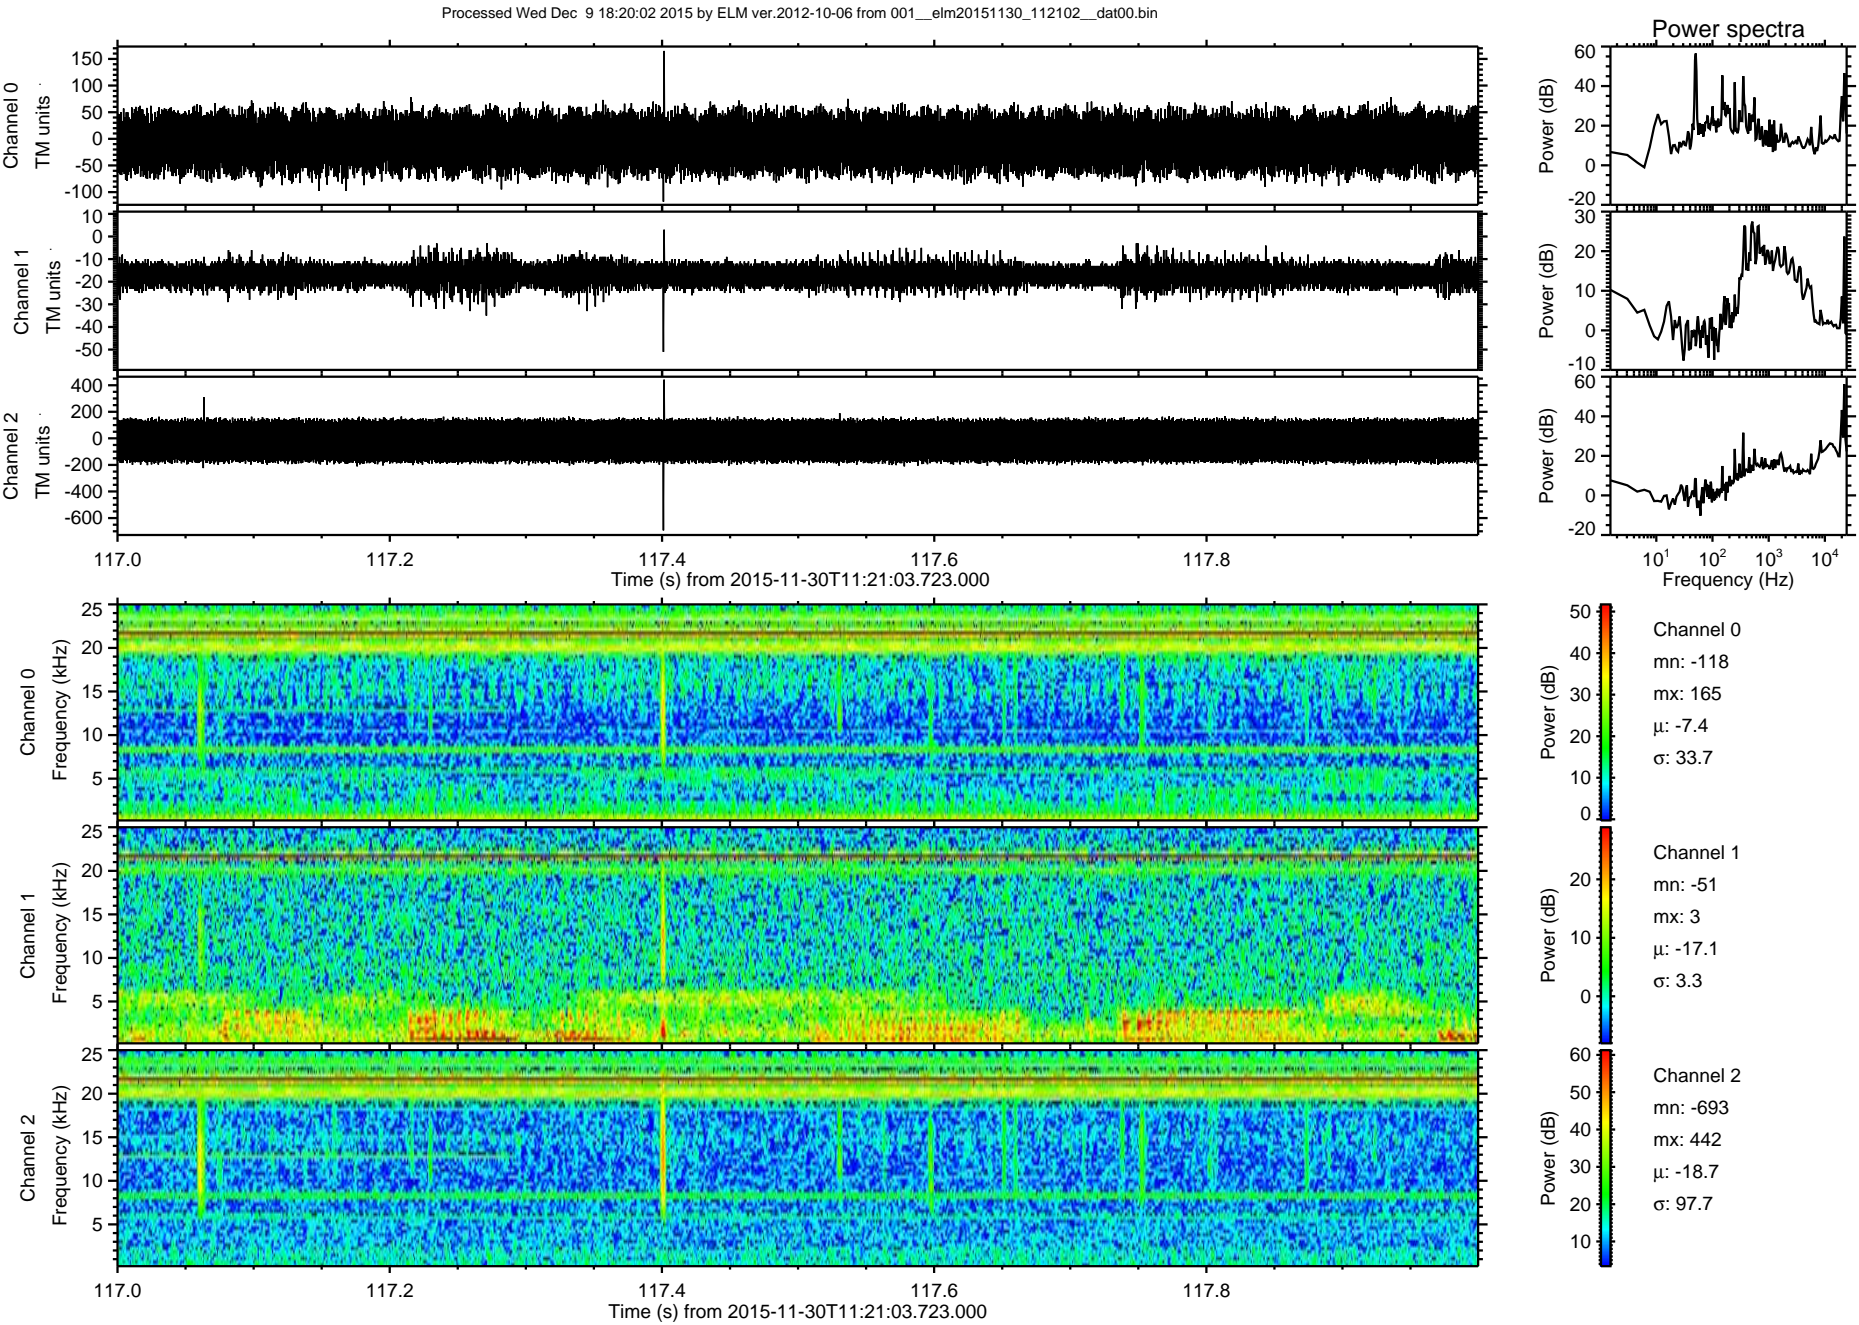 Processed Wed Dec  9 18:20:02 2015 by ELM ver.2012-10-06 from 001__elm20151130_112102__dat00.bin
Power spectra
Channel 0
TM units
150
100
50
0
-50
-100
Power (dB)
60
40
20
0
-20
Channel 1
TM units
10
0
-10
-20
-30
-40
-50
Power (dB)
30
20
10
0
-10
Channel 2
TM units
400
200
0
-200
-400
-600
Power (dB)
60
40
20
0
-20
117.0 117.2 117.4 117.6 117.8
Time (s) from 2015-11-30T11:21:03.723.000
10¹ 10² 10³ 10⁴
Frequency (Hz)
Channel 0
Frequency (kHz)
25
20
15
10
5
Power (dB)
50
40
30
20
10
0
Channel 0
mn: -118
mx: 165
μ: -7.4
σ: 33.7
Channel 1
Frequency (kHz)
25
20
15
10
5
Power (dB)
20
10
0
Channel 1
mn: -51
mx: 3
μ: -17.1
σ: 3.3
Channel 2
Frequency (kHz)
25
20
15
10
5
Power (dB)
60
50
40
30
20
10
Channel 2
mn: -693
mx: 442
μ: -18.7
σ: 97.7
117.0 117.2 117.4 117.6 117.8
Time (s) from 2015-11-30T11:21:03.723.000